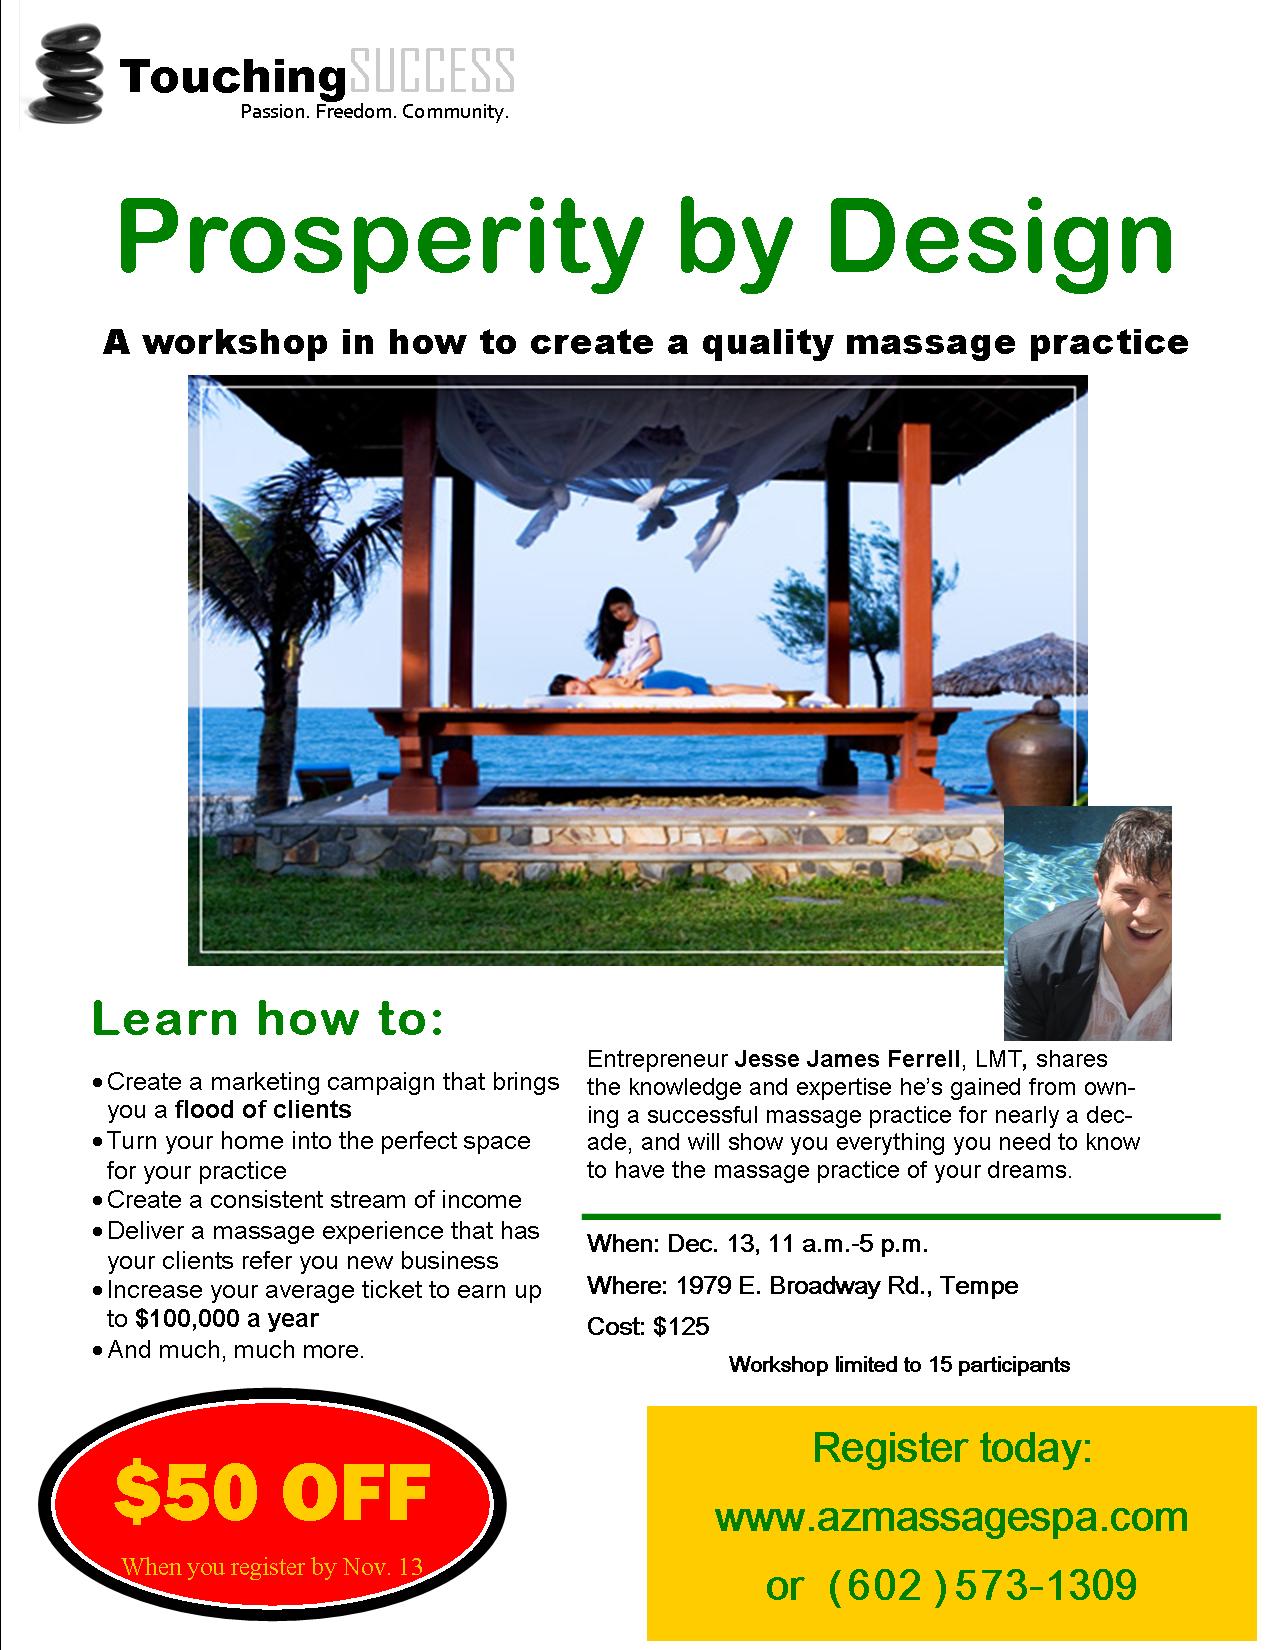 TouchingSUCCESS
Passion. Freedom. Community.
Prosperity by Design
A workshop in how to create a quality massage practice
Learn how to:
• Create a marketing campaign that brings
you a flood of clients
• Turn your home into the perfect space
for your practice
• Create a consistent stream of income
• Deliver a massage experience that has
your clients refer you new business
• Increase your average ticket to earn up
to $100,000 a year
• And much, much more.
Entrepreneur Jesse James Ferrell, LMT, shares
the knowledge and expertise he’s gained from own-
ing a successful massage practice for nearly a dec-
ade, and will show you everything you need to know
to have the massage practice of your dreams.
When: Dec. 13, 11 a.m.-5 p.m.
Where: 1979 E. Broadway Rd., Tempe
Cost: $125
Workshop limited to 15 participants
$50 OFF
When you register by Nov. 13
Register today:
www.azmassagespa.com
or (602 ) 573-1309